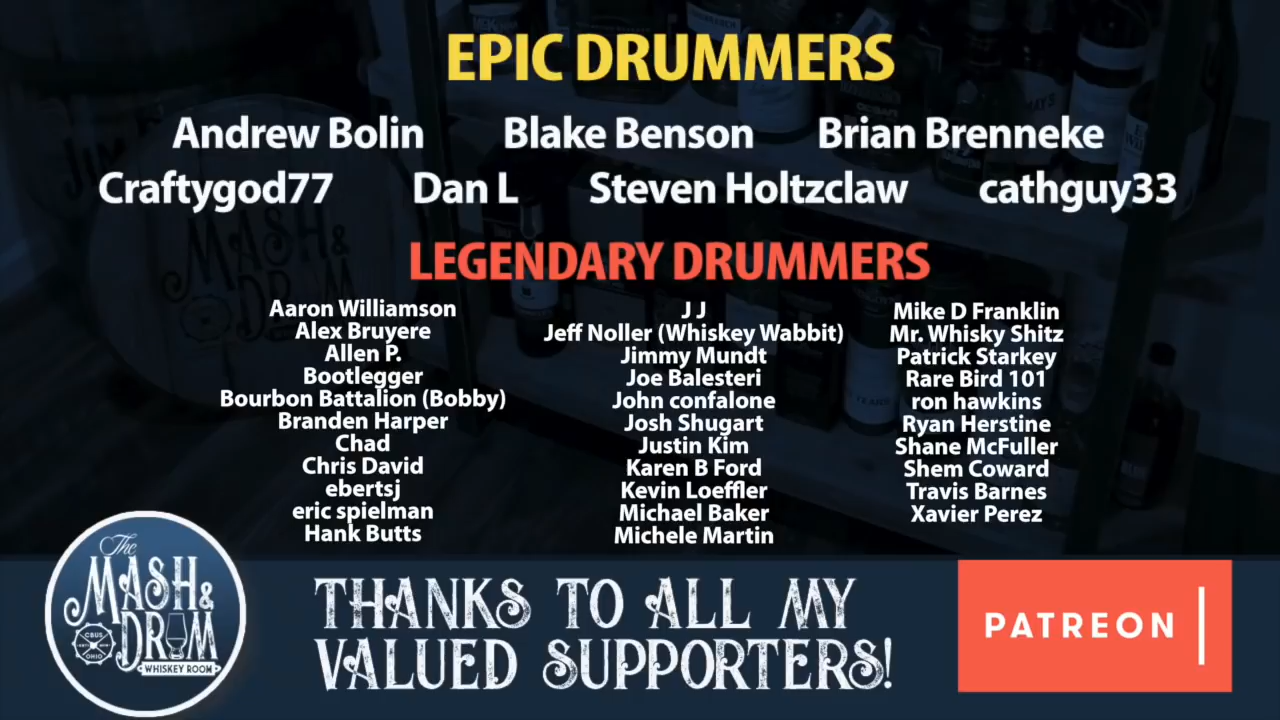 EPIC DRUMMERS
Andrew Bolin Blake Benson Brian Brenneke
Craftygod77 Dan L Steven Holtzclaw cathguy33
LEGENDARY DRUMMERS
Aaron Williamson
Alex Bruyere
Allen P.
Bootlegger
Bourbon Battalion (Bobby)
Branden Harper
Chad
Chris David
ebertsj
eric spielman
Hank Butts
J J
Jeff Noller (Whiskey Wabbit)
Jimmy Mundt
Joe Balesteri
John confalone
Josh Shugart
Justin Kim
Karen B Ford
Kevin Loeffler
Michael Baker
Michele Martin
Mike D Franklin
Mr. Whisky Shitz
Patrick Starkey
Rare Bird 101
ron hawkins
Ryan Herstine
Shane McFuller
Shem Coward
Travis Barnes
Xavier Perez
The
MASH &
DRUM
CBUS
OHIO
WHISKEY ROOM
THANKS TO ALL MY
VALUED SUPPORTERS!
PATREON
MASH &
DRUM